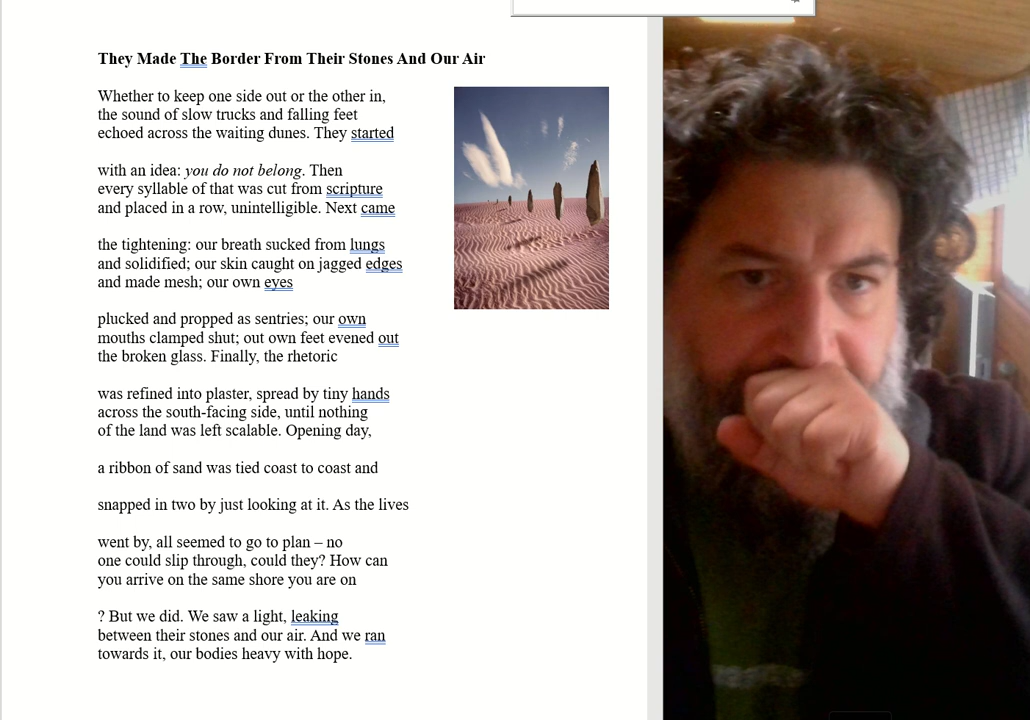 They Made The Border From Their Stones And Our Air
Whether to keep one side out or the other in,
the sound of slow trucks and falling feet
echoed across the waiting dunes. They started
with an idea: you do not belong. Then
every syllable of that was cut from scripture
and placed in a row, unintelligible. Next came
the tightening: our breath sucked from lungs
and solidified; our skin caught on jagged edges
and made mesh; our own eyes
plucked and propped as sentries; our own
mouths clamped shut; out own feet evened out
the broken glass. Finally, the rhetoric
was refined into plaster, spread by tiny hands
across the south-facing side, until nothing
of the land was left scalable. Opening day,
a ribbon of sand was tied coast to coast and
snapped in two by just looking at it. As the lives
went by, all seemed to go to plan – no
one could slip through, could they? How can
you arrive on the same shore you are on
? But we did. We saw a light, leaking
between their stones and our air. And we ran
towards it, our bodies heavy with hope.